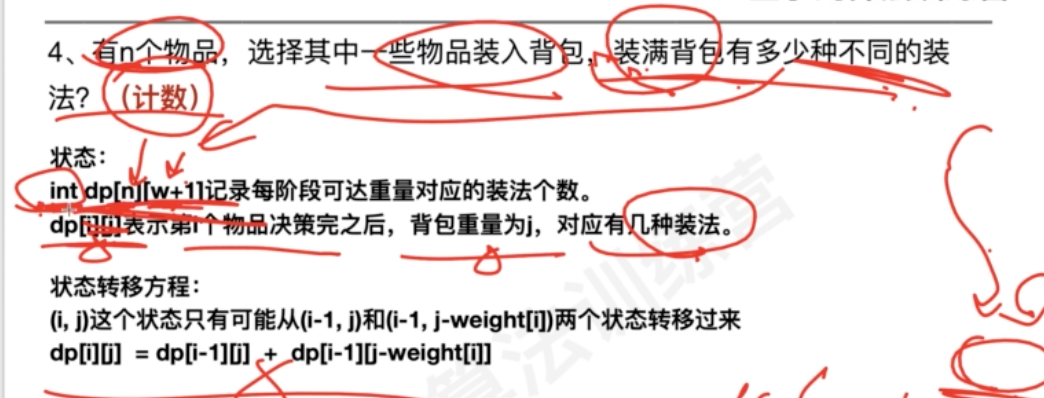 4、有n个物品，选择其中一些物品装入背包，装满背包有多少种不同的装
法？（计数）
状态：
int dp[n][w+1]记录每阶段可达重量对应的装法个数。
dp[i][j]表示第i个物品决策完之后，背包重量为j，对应有几种装法。
状态转移方程：
(i, j)这个状态只有可能从(i-1, j)和(i-1, j-weight[i])两个状态转移过来
dp[i][j] = dp[i-1][j] + dp[i-1][j-weight[i]]
算法训练营